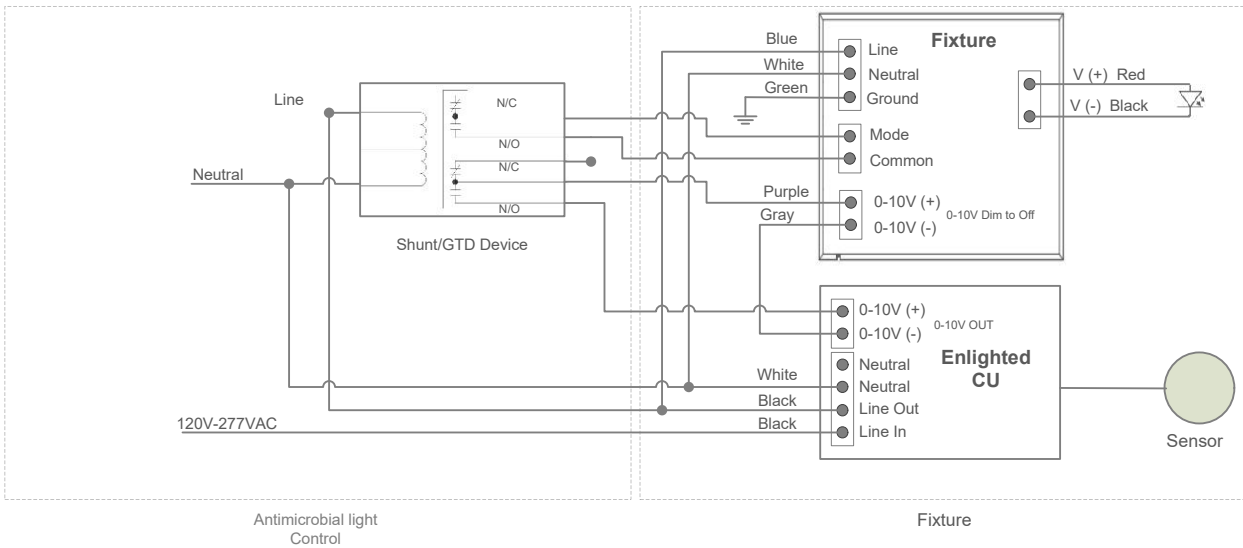 Blue
White
Green
Fixture
Line
Neutral
Ground
V (+) Red
V (-) Black
Line
N/C
N/O
N/C
N/O
Mode
Common
Neutral
Purple
Gray
0-10V (+)
0-10V (-)
0-10V Dim to Off
Shunt/GTD Device
0-10V (+)
0-10V (-)
0-10V OUT
Enlighted
CU
Neutral
White
Neutral
Black
Line Out
120V-277VAC
Black
Line In
Sensor
Antimicrobial light
Control
Fixture